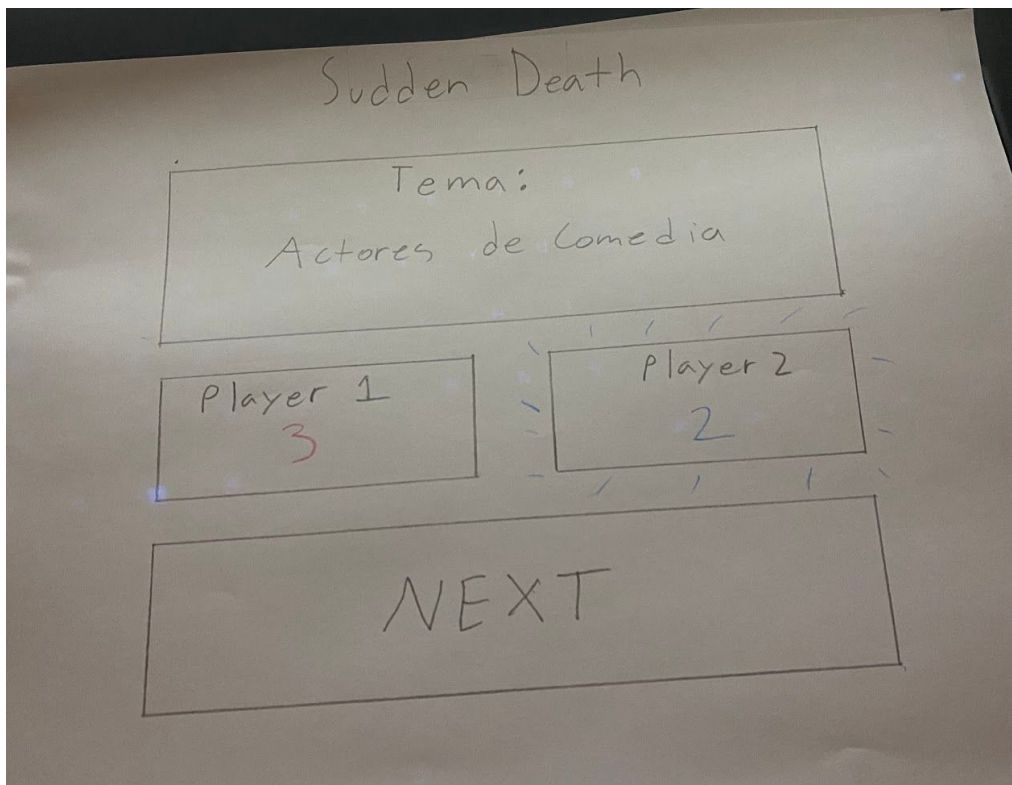 Sudden Death
Tema:
Actores de Comedia
Player 1
3
Player 2
2
NEXT